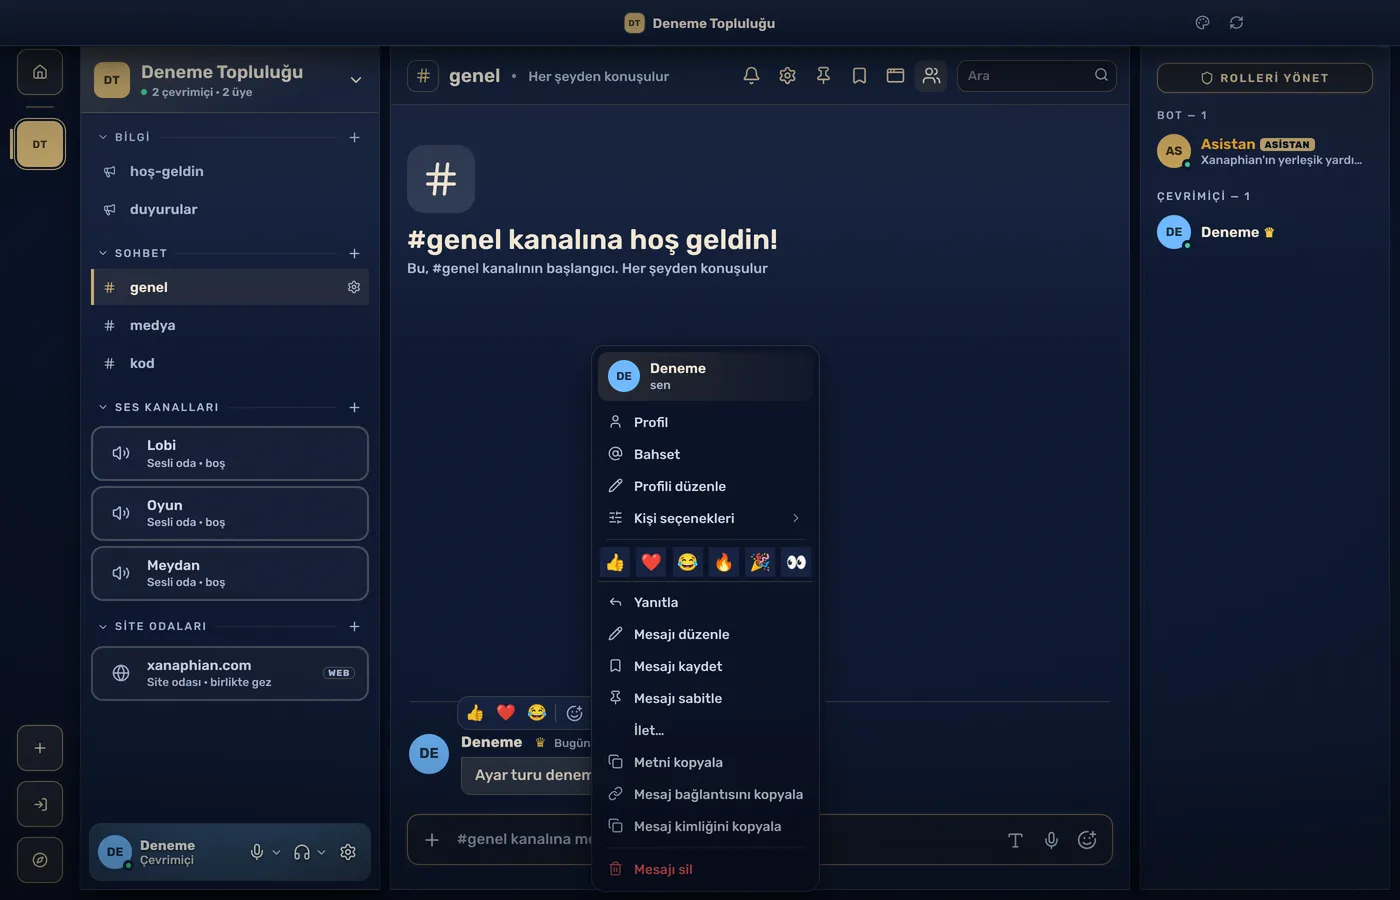 DT Deneme Topluluğu
DT
DT
Deneme Topluluğu
2 çevrimiçi • 2 üye
BİLGİ
hoş-geldin
duyurular
SOHBET
genel
medya
kod
SES KANALLARI
Lobi
Sesli oda • boş
Oyun
Sesli oda • boş
Meydan
Sesli oda • boş
SİTE ODALARI
xanaphian.com
Site odası • birlikte gez
WEB
DE
Deneme
Çevrimiçi
# genel • Her şeyden konuşulur
Ara
#
#genel kanalına hoş geldin!
Bu, #genel kanalının başlangıcı. Her şeyden konuşulur
DE
Deneme
sen
Profil
Bahset
Profili düzenle
Kişi seçenekleri
Yanıtla
Mesajı düzenle
Mesajı kaydet
Mesajı sabitle
İlet...
Metni kopyala
Mesaj bağlantısını kopyala
Mesaj kimliğini kopyala
Mesajı sil
DE
Deneme Bugün
Ayar turu denem
#genel kanalına me
ROLLERİ YÖNET
BOT — 1
AS
Asistan ASİSTAN
Xanaphian'ın yerleşik yardı...
ÇEVRİMİÇİ — 1
DE
Deneme